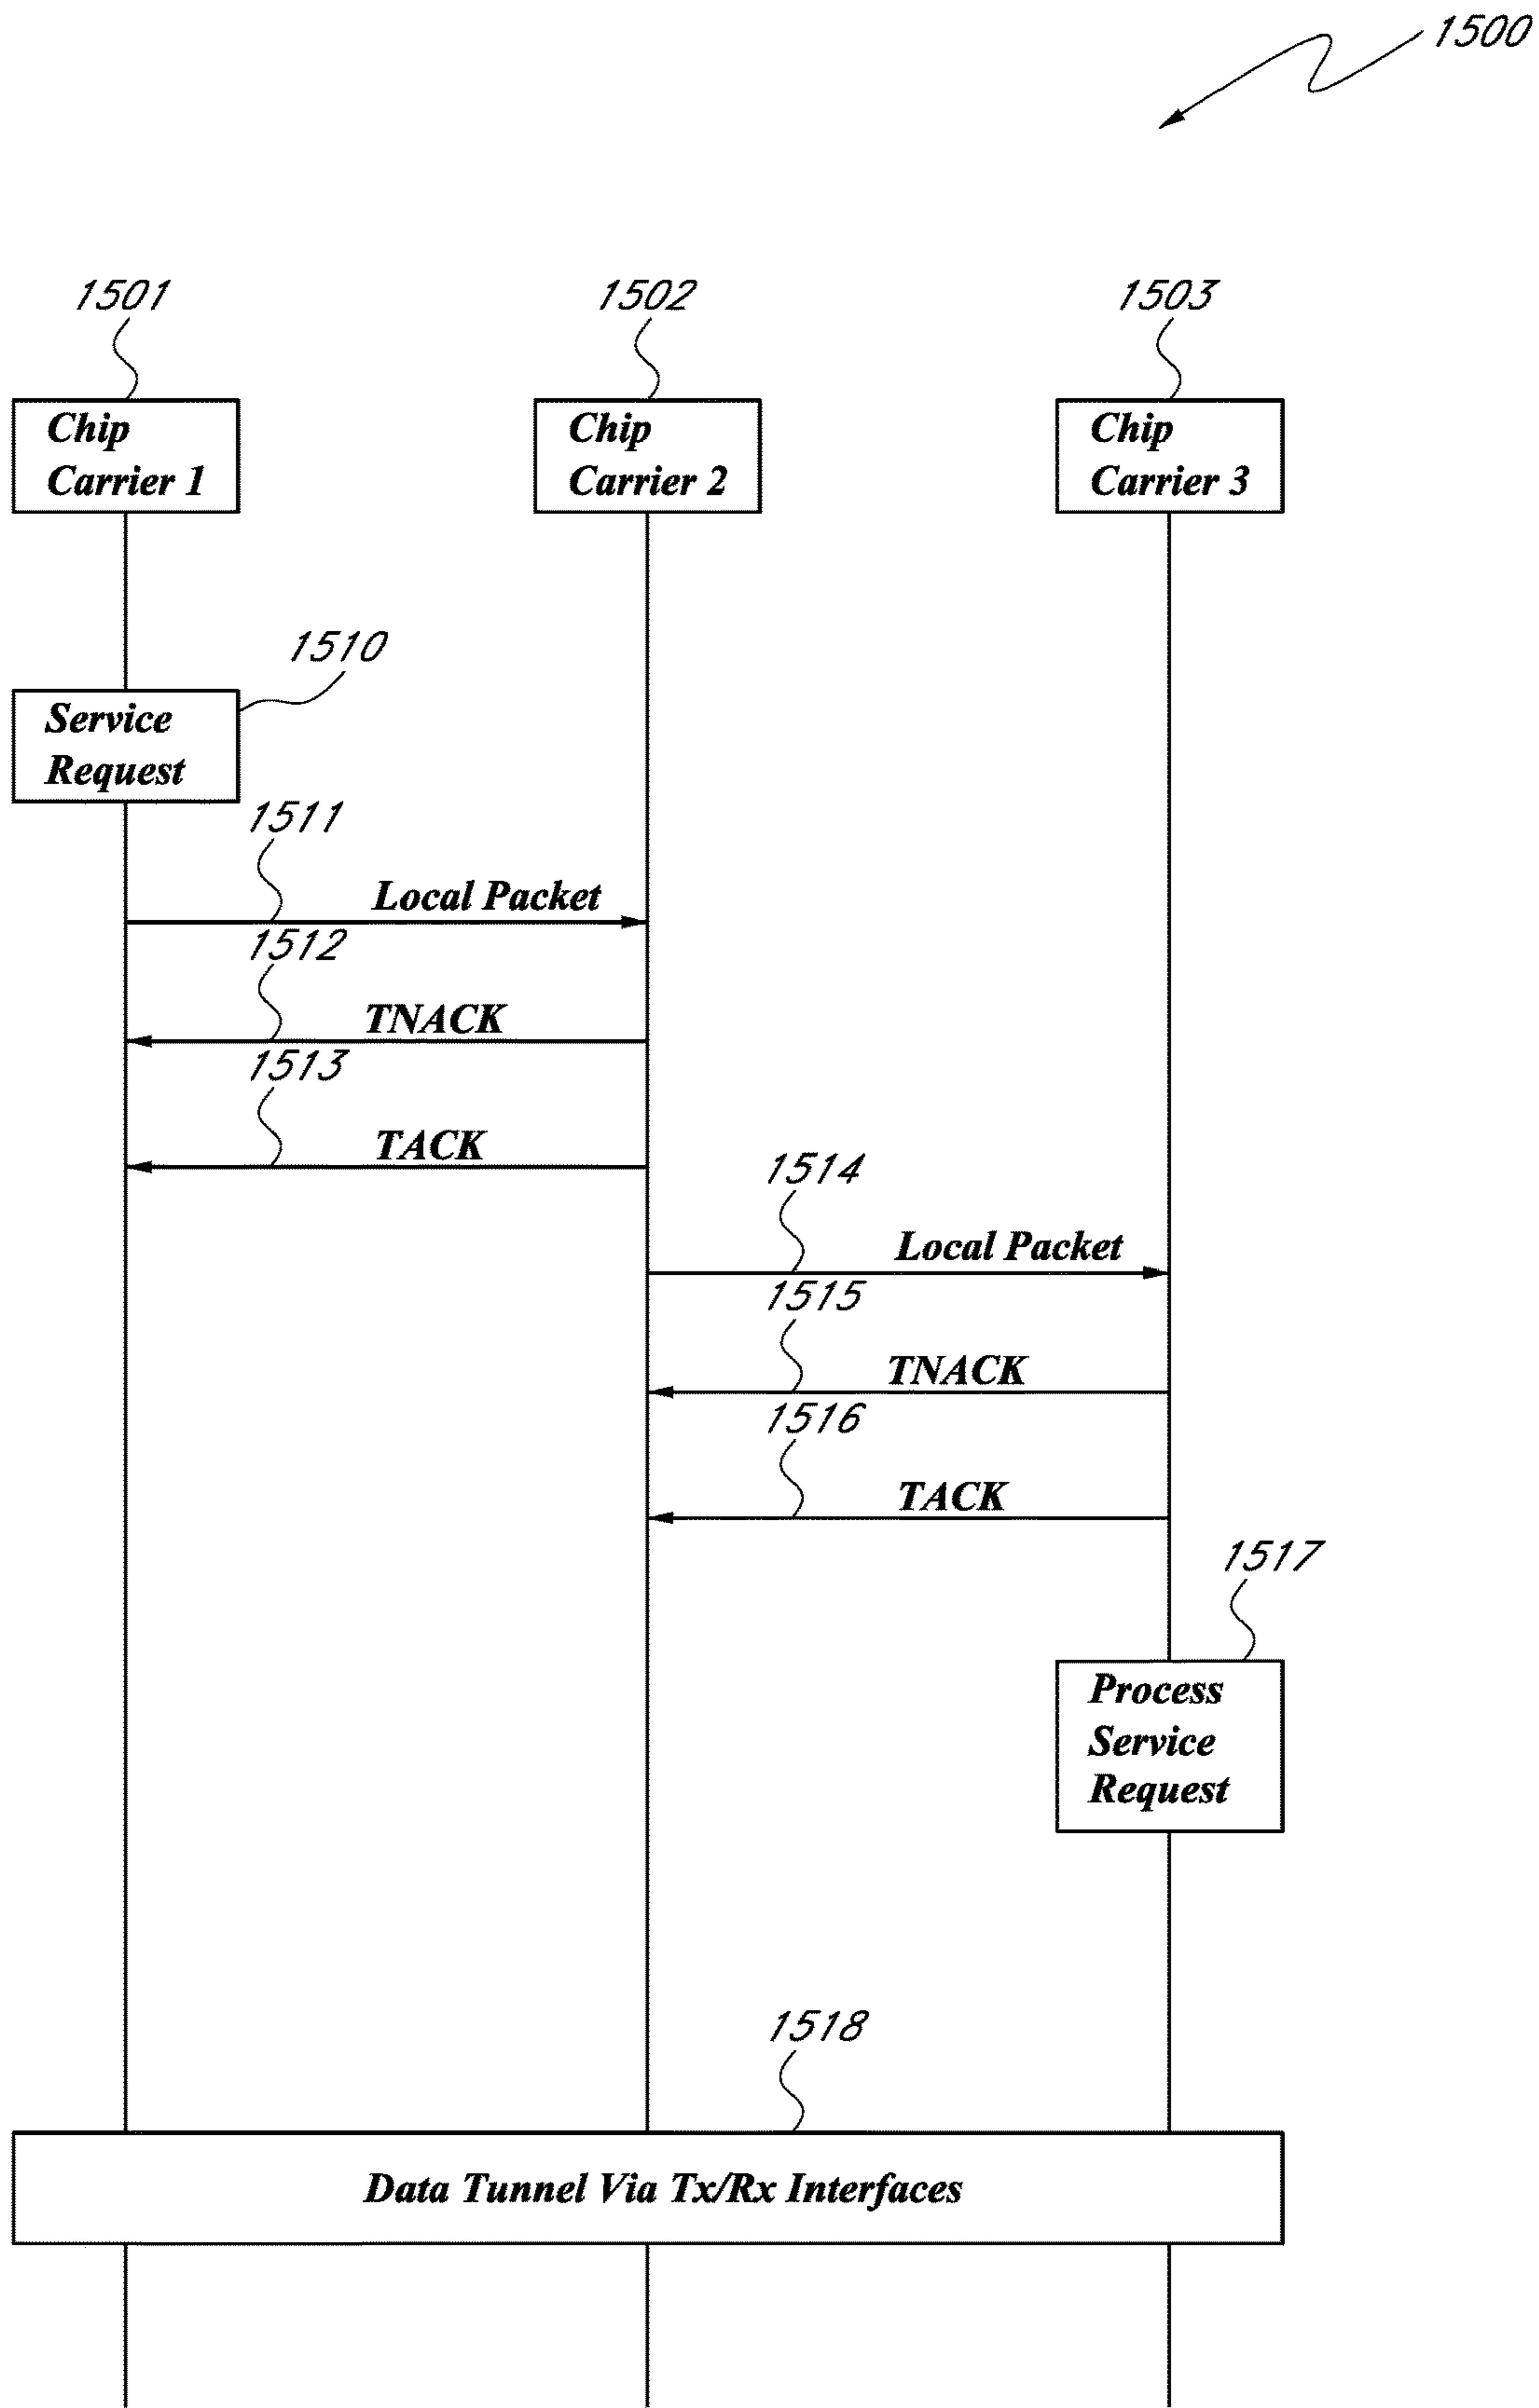 1500
1501
1502
1503
Chip
Carrier 1
Chip
Carrier 2
Chip
Carrier 3
1510
Service
Request
1511
Local Packet
1512
TNACK
1513
TACK
1514
Local Packet
1515
TNACK
1516
TACK
1517
Process
Service
Request
1518
Data Tunnel Via Tx/Rx Interfaces